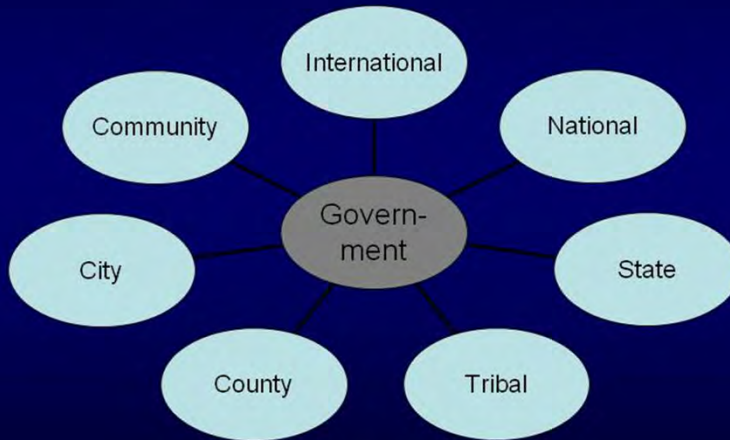 International
National
State
Tribal
County
City
Community
Govern-
ment